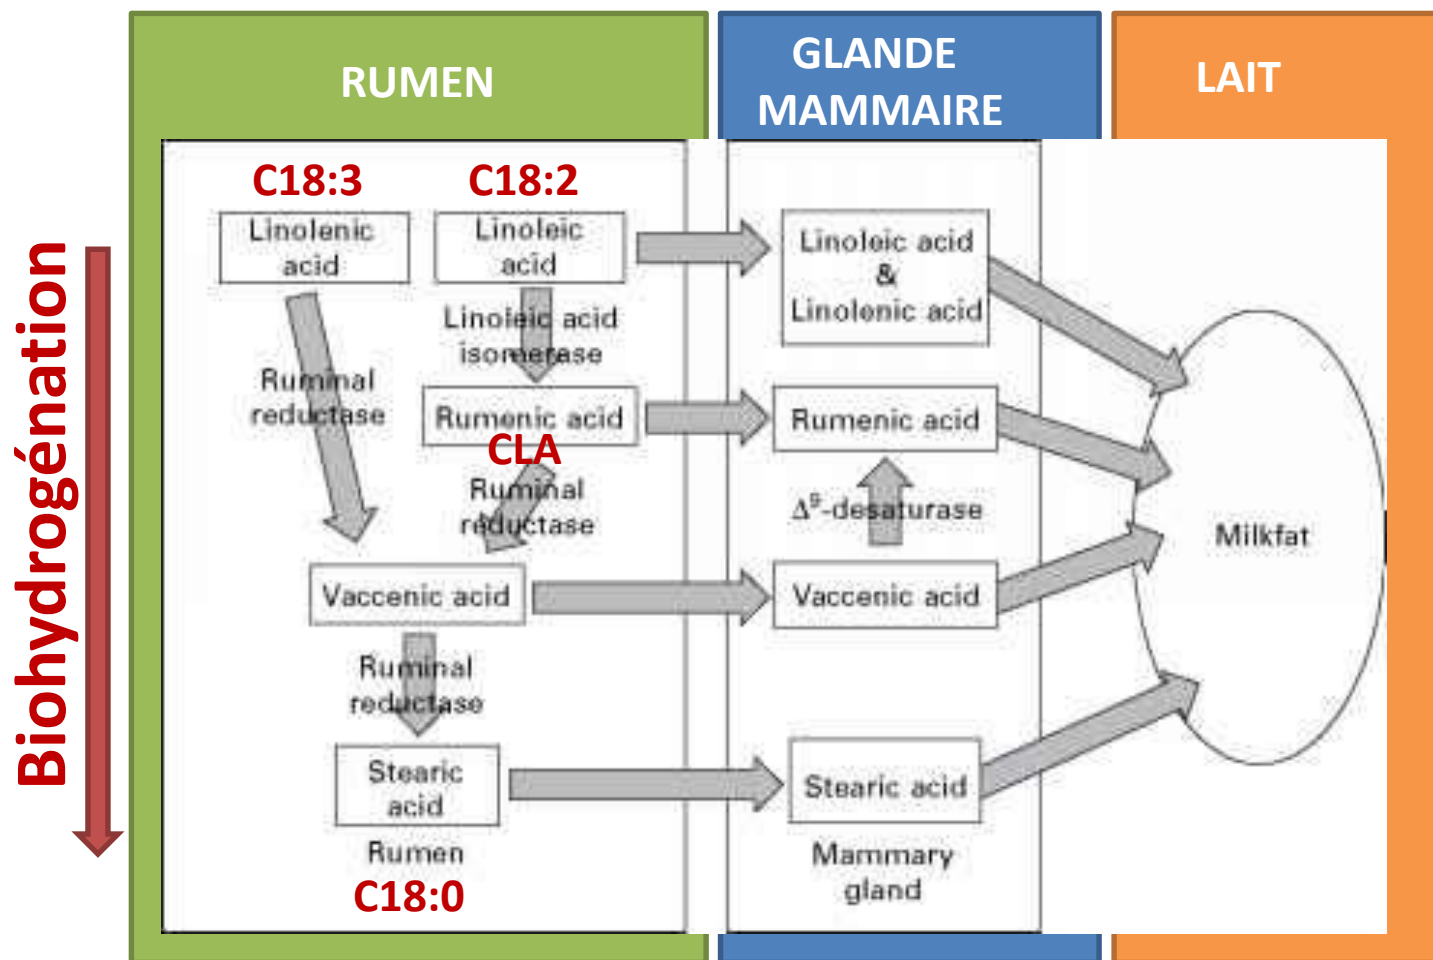 RUMEN
GLANDE
MAMMAIRE
LAIT
Biohydrogénation
C18:3
C18:2
Linolenic
acid
Linoleic
acid
Linoleic acid
&
Linolenic acid
Linoleic acid
isomerase
Ruminal
reductase
Rumenic acid
CLA
Rumenic acid
Ruminal
reductase
Δ⁹-desaturase
Milkfat
Vaccenic acid
Vaccenic acid
Ruminal
reductase
Stearic
acid
Stearic acid
Rumen
C18:0
Mammary
gland